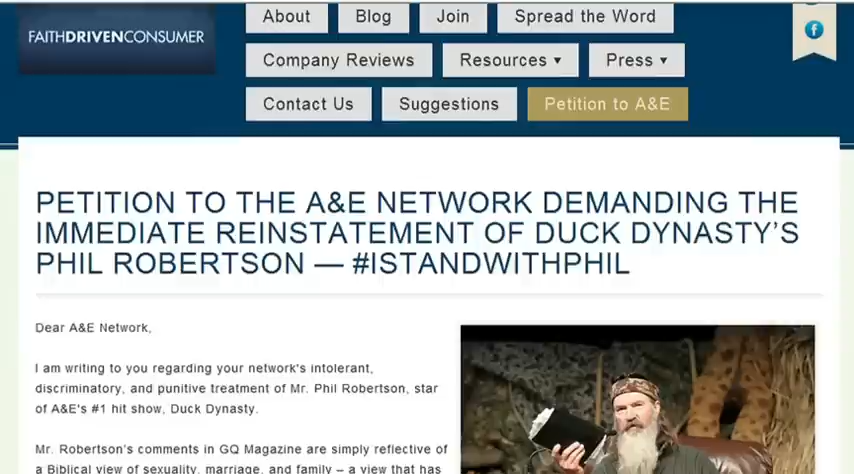 About Blog Join Spread the Word
FAITHDRIVENCONSUMER
Company Reviews Resources ▾ Press ▾
Contact Us Suggestions Petition to A&E
PETITION TO THE A&E NETWORK DEMANDING THE
IMMEDIATE REINSTATEMENT OF DUCK DYNASTY'S
PHIL ROBERTSON — #ISTANDWITHPHIL
Dear A&E Network,
I am writing to you regarding your network's intolerant,
discriminatory, and punitive treatment of Mr. Phil Robertson, star
of A&E's #1 hit show, Duck Dynasty.
Mr. Robertson's comments in GQ Magazine are simply reflective of
a Biblical view of sexuality, marriage, and family – a view that has